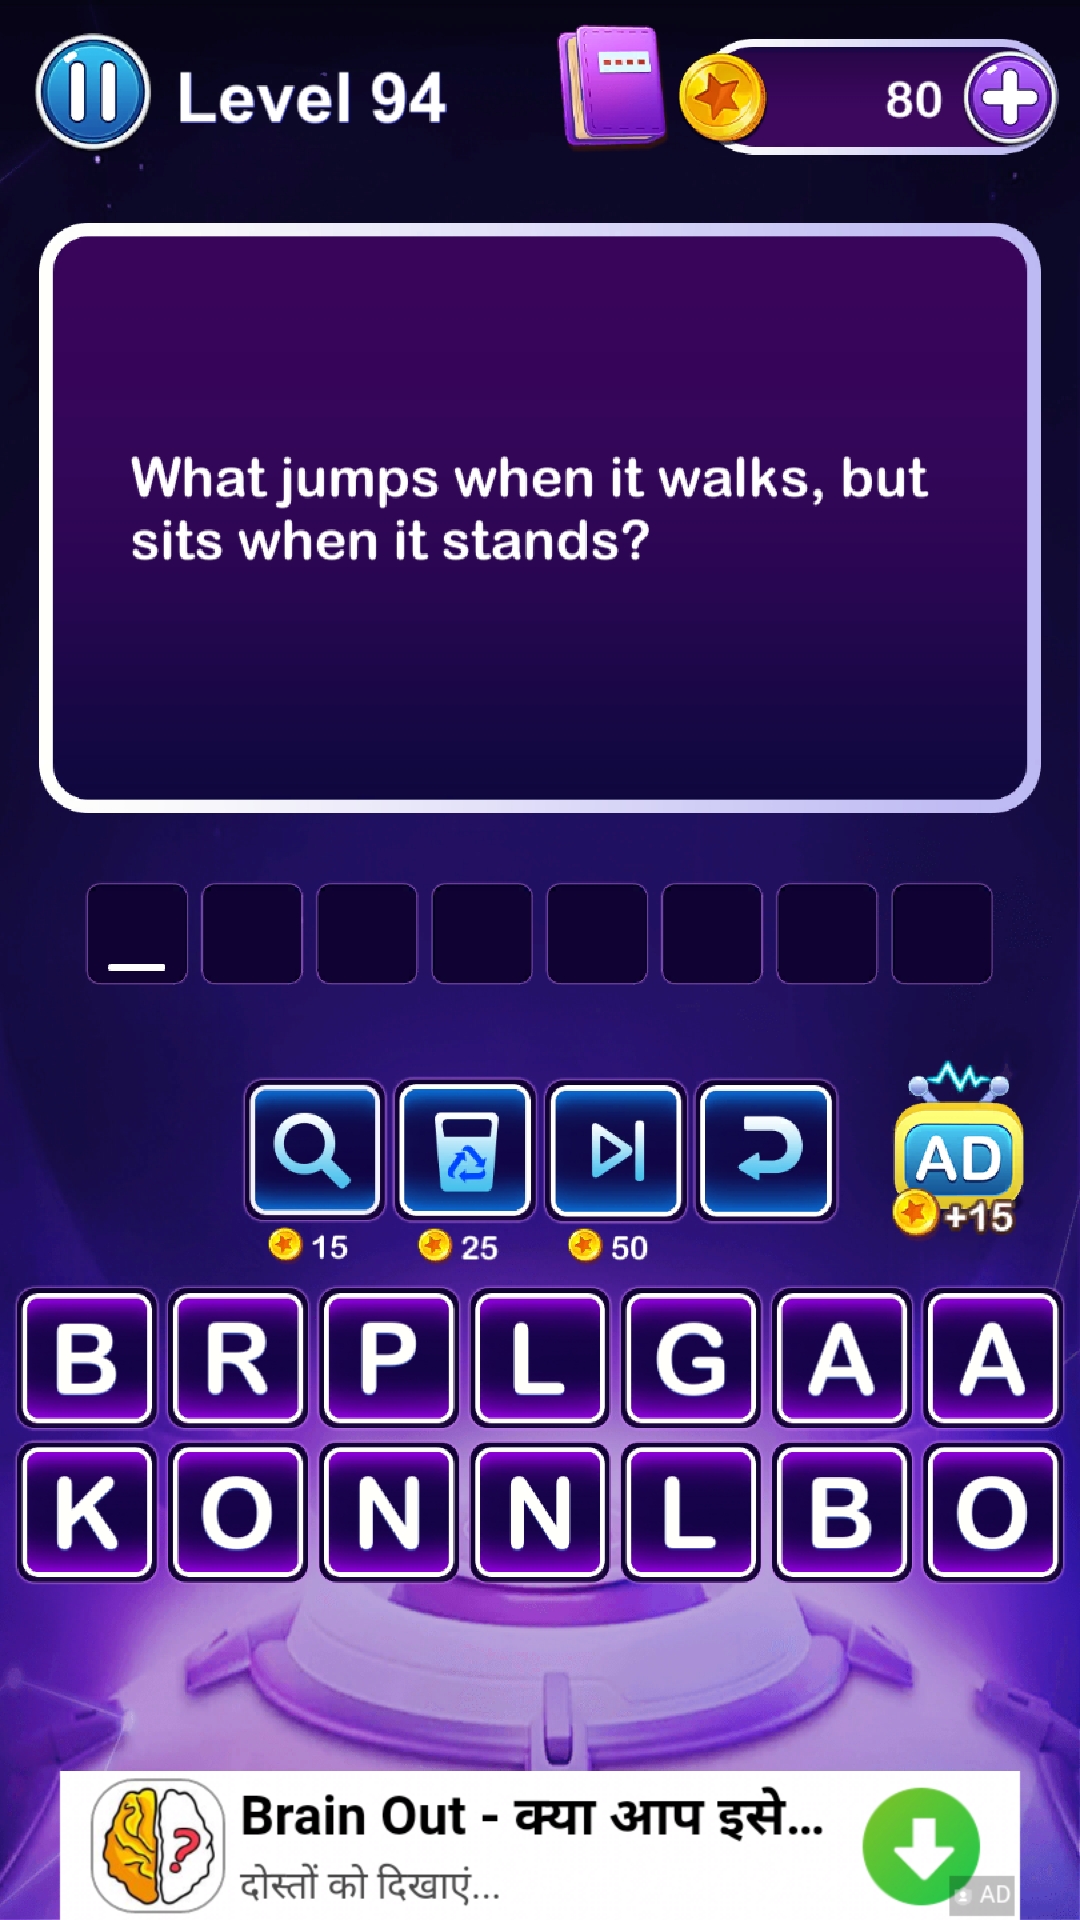 Level 94
80
What jumps when it walks, but
sits when it stands?
AD
+15
15 25 50
B R P L G A A
K O N N L B O
Brain Out - क्या आप इसे...
दोस्तों को दिखाएं...
AD